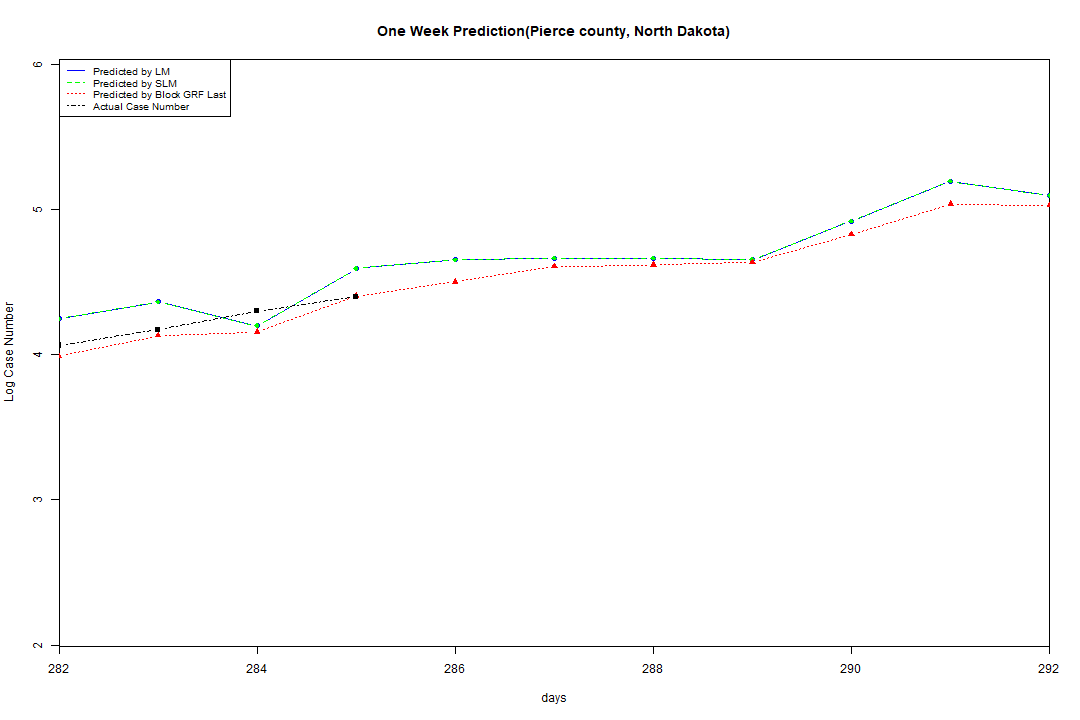 One Week Prediction(Pierce county, North Dakota)
Predicted by LM
Predicted by SLM
Predicted by Block GRF Last
Actual Case Number
6
5
4
3
2
Log Case Number
282 284 286 288 290 292
days